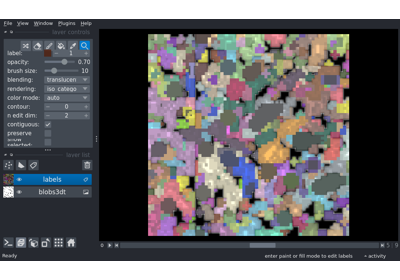 File View Window Plugins Help
layer controls
label: 1
opacity: 0.70
brush size: 10
blending: translucen
rendering: iso_catego
color mode: auto
contour: 0
n edit dim: 2
contiguous:
preserve
show
selected:
layer list
labels
blobs3dt
Ready
enter paint or fill mode to edit labels
activity